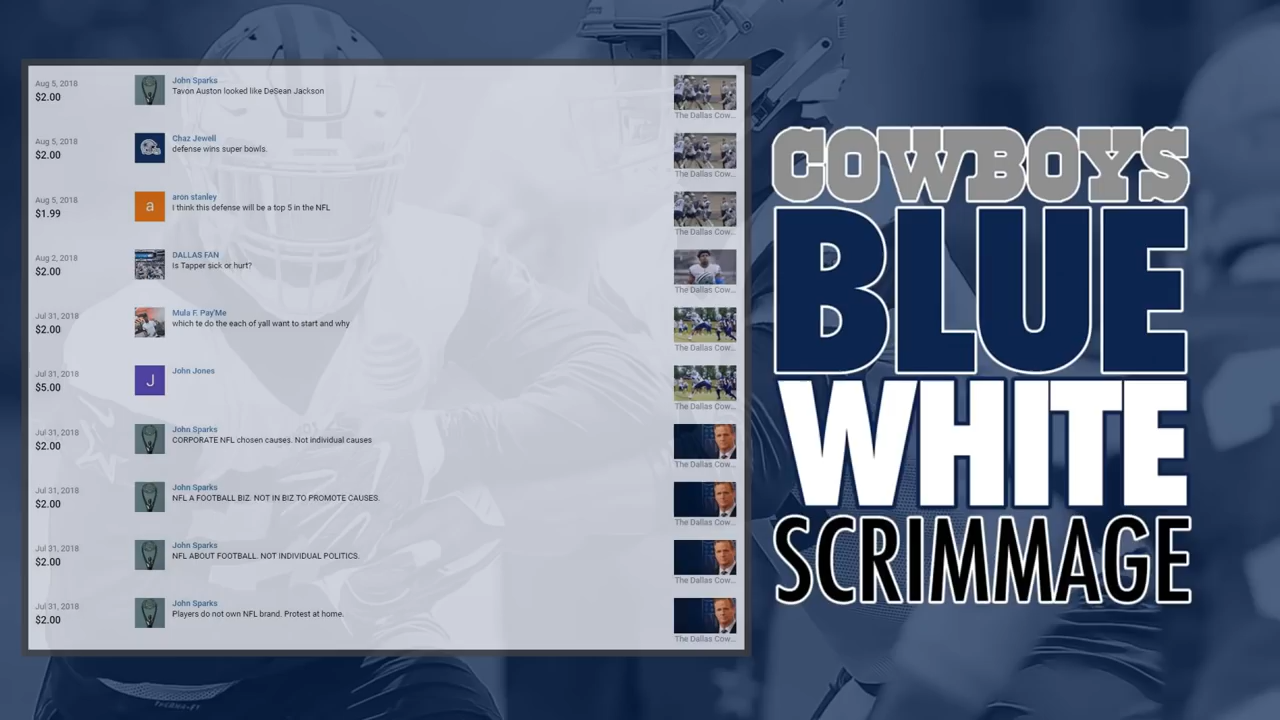 Aug 5, 2018
$2.00
John Sparks
Tavon Auston looked like DeSean Jackson
The Dallas Cow...
Aug 5, 2018
$2.00
Chaz Jewell
defense wins super bowls.
The Dallas Cow...
Aug 5, 2018
$1.99
a
aron stanley
I think this defense will be a top 5 in the NFL
The Dallas Cow...
Aug 2, 2018
$2.00
DALLAS FAN
Is Tapper sick or hurt?
The Dallas Cow...
Jul 31, 2018
$2.00
Mula F. Pay'Me
which te do the each of yall want to start and why
The Dallas Cow...
Jul 31, 2018
$5.00
J
John Jones
The Dallas Cow...
Jul 31, 2018
$2.00
John Sparks
CORPORATE NFL chosen causes. Not individual causes
The Dallas Cow...
Jul 31, 2018
$2.00
John Sparks
NFL A FOOTBALL BIZ. NOT IN BIZ TO PROMOTE CAUSES.
The Dallas Cow...
Jul 31, 2018
$2.00
John Sparks
NFL ABOUT FOOTBALL. NOT INDIVIDUAL POLITICS.
The Dallas Cow...
Jul 31, 2018
$2.00
John Sparks
Players do not own NFL brand. Protest at home.
The Dallas Cow...
COWBOYS
BLUE
WHITE
SCRIMMAGE